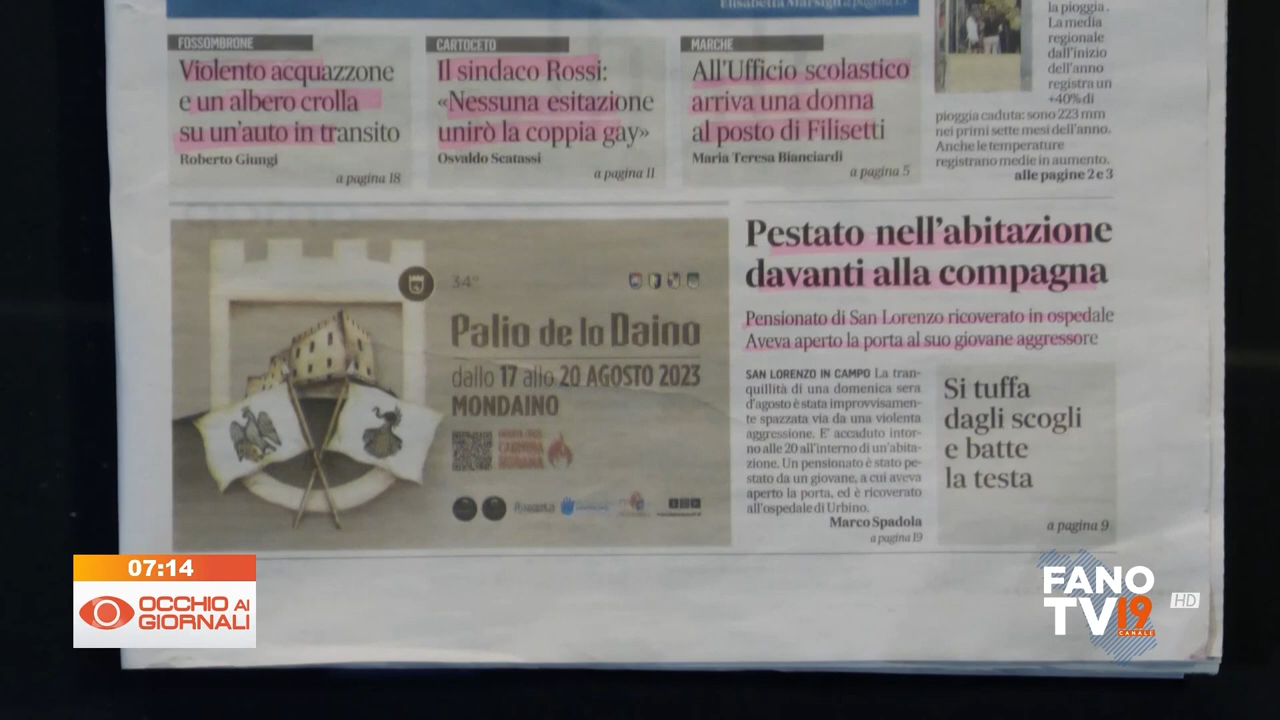 Elisabetta Marsigli a pagina 15
FOSSOMBRONE
Violento acquazzone
e un albero crolla
su un'auto in transito
Roberto Giungi
a pagina 18
CARTOCETO
Il sindaco Rossi:
«Nessuna esitazione
unirò la coppia gay»
Osvaldo Scatassi
a pagina 11
MARCHE
All'Ufficio scolastico
arriva una donna
al posto di Filisetti
Maria Teresa Bianciardi
a pagina 5
la pioggia.
La media
regionale
dall'inizio
dell'anno
registra un
+40% di
pioggia caduta: sono 223 mm
nei primi sette mesi dell'anno.
Anche le temperature
registrano medie in aumento.
alle pagine 2 e 3
34°
Palio de lo Daino
dallo 17 allo 20 AGOSTO 2023
MONDAINO
Pestato nell'abitazione
davanti alla compagna
Pensionato di San Lorenzo ricoverato in ospedale
Aveva aperto la porta al suo giovane aggressore
SAN LORENZO IN CAMPO La tran-
quillità di una domenica sera
d'agosto è stata improvvisamen-
te spazzata via da una violenta
aggressione. E' accaduto intor-
no alle 20 all'interno di un'abita-
zione. Un pensionato è stato pe-
stato da un giovane, a cui aveva
aperto la porta, ed è ricoverato
all'ospedale di Urbino.
Marco Spadola
a pagina 19
Si tuffa
dagli scogli
e batte
la testa
a pagina 9
07:14
OCCHIO AI
GIORNALI
FANO
TV19
CANALE
HD